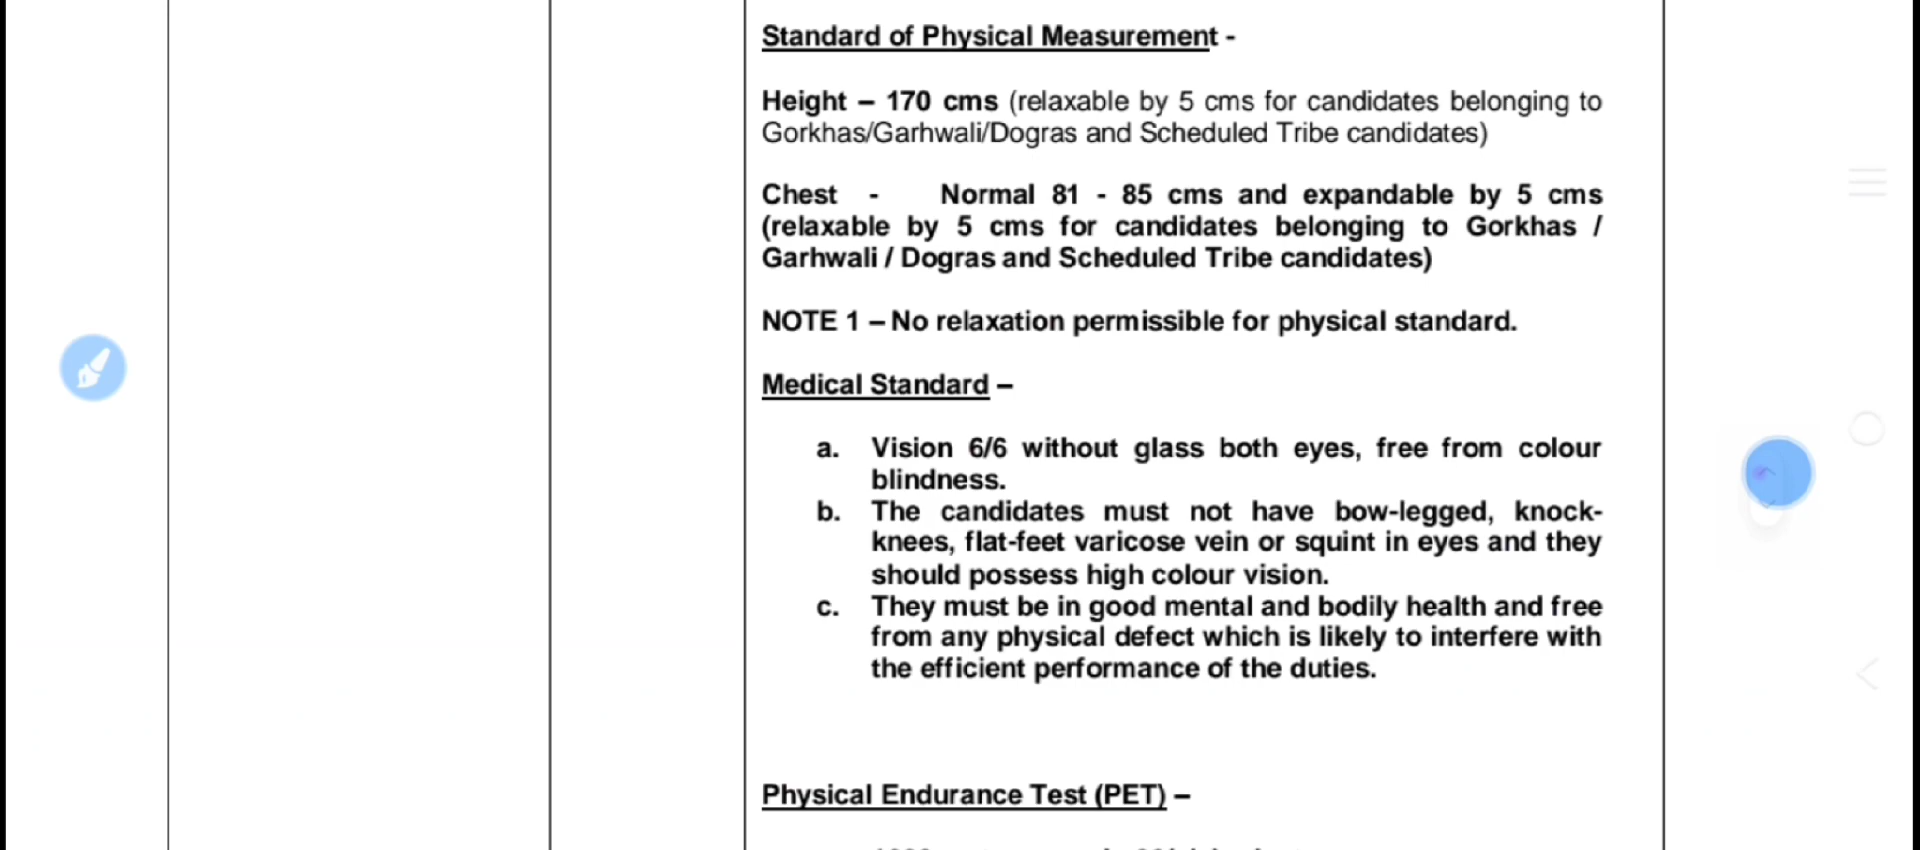 Standard of Physical Measurement -
Height – 170 cms (relaxable by 5 cms for candidates belonging to
Gorkhas/Garhwali/Dogras and Scheduled Tribe candidates)
Chest - Normal 81 - 85 cms and expandable by 5 cms
(relaxable by 5 cms for candidates belonging to Gorkhas /
Garhwali / Dogras and Scheduled Tribe candidates)
NOTE 1 – No relaxation permissible for physical standard.
Medical Standard –
a. Vision 6/6 without glass both eyes, free from colour
blindness.
b. The candidates must not have bow-legged, knock-
knees, flat-feet varicose vein or squint in eyes and they
should possess high colour vision.
c. They must be in good mental and bodily health and free
from any physical defect which is likely to interfere with
the efficient performance of the duties.
Physical Endurance Test (PET) –